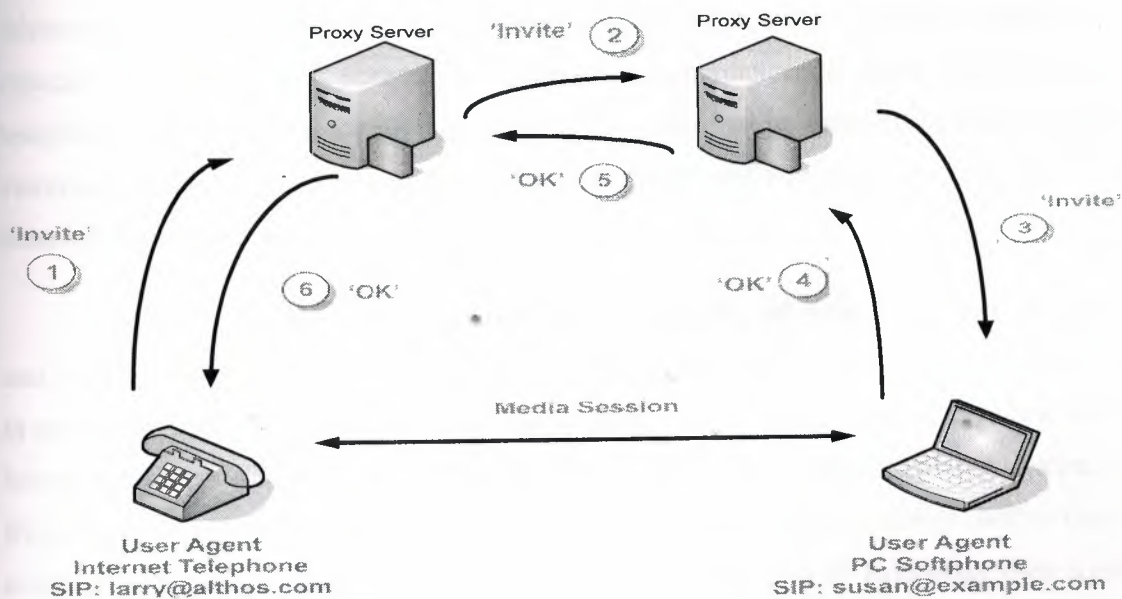 Proxy Server
'Invite' 2
Proxy Server
'OK' 5
'Invite'
3
'Invite'
1
6 'OK'
'OK' 4
Media Session
User Agent
Internet Telephone
SIP: larry@althos.com
User Agent
PC Softphone
SIP: susan@example.com